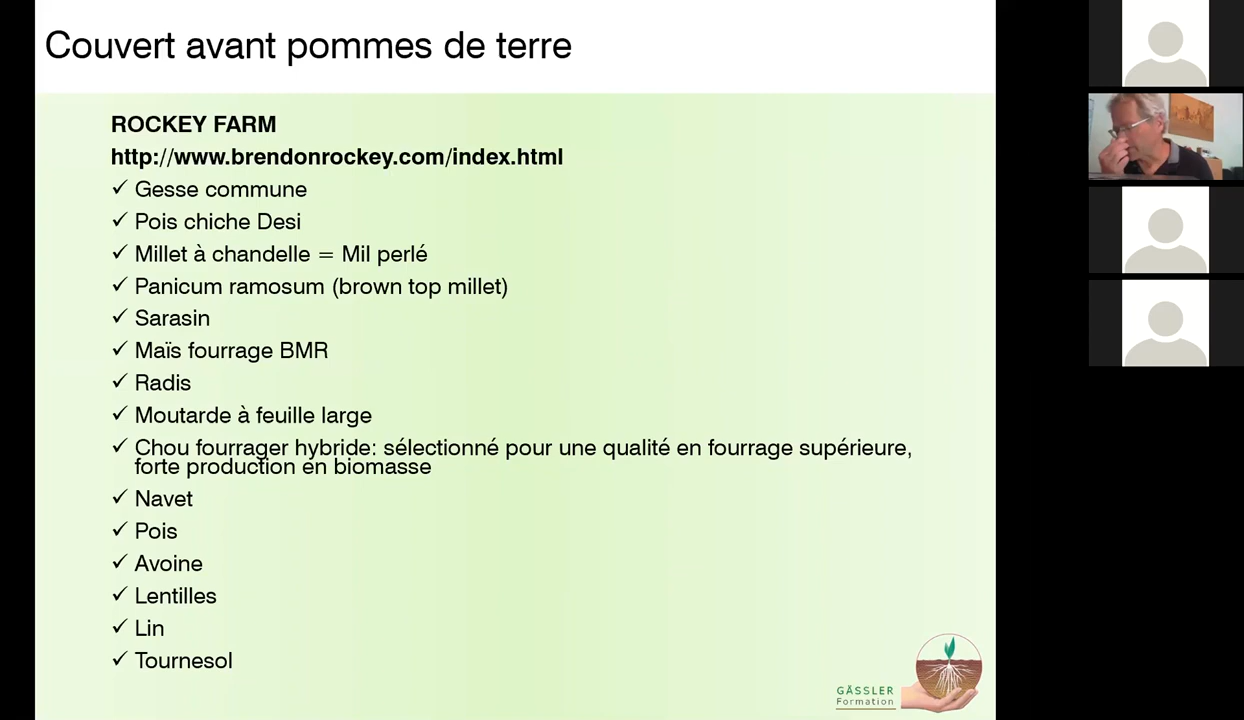 Couvert avant pommes de terre
ROCKEY FARM
http://www.brendonrockey.com/index.html
✓ Gesse commune
✓ Pois chiche Desi
✓ Millet à chandelle = Mil perlé
✓ Panicum ramosum (brown top millet)
✓ Sarasin
✓ Maïs fourrage BMR
✓ Radis
✓ Moutarde à feuille large
✓ Chou fourrager hybride: sélectionné pour une qualité en fourrage supérieure,
forte production en biomasse
✓ Navet
✓ Pois
✓ Avoine
✓ Lentilles
✓ Lin
✓ Tournesol
GÄSSLER
Formation